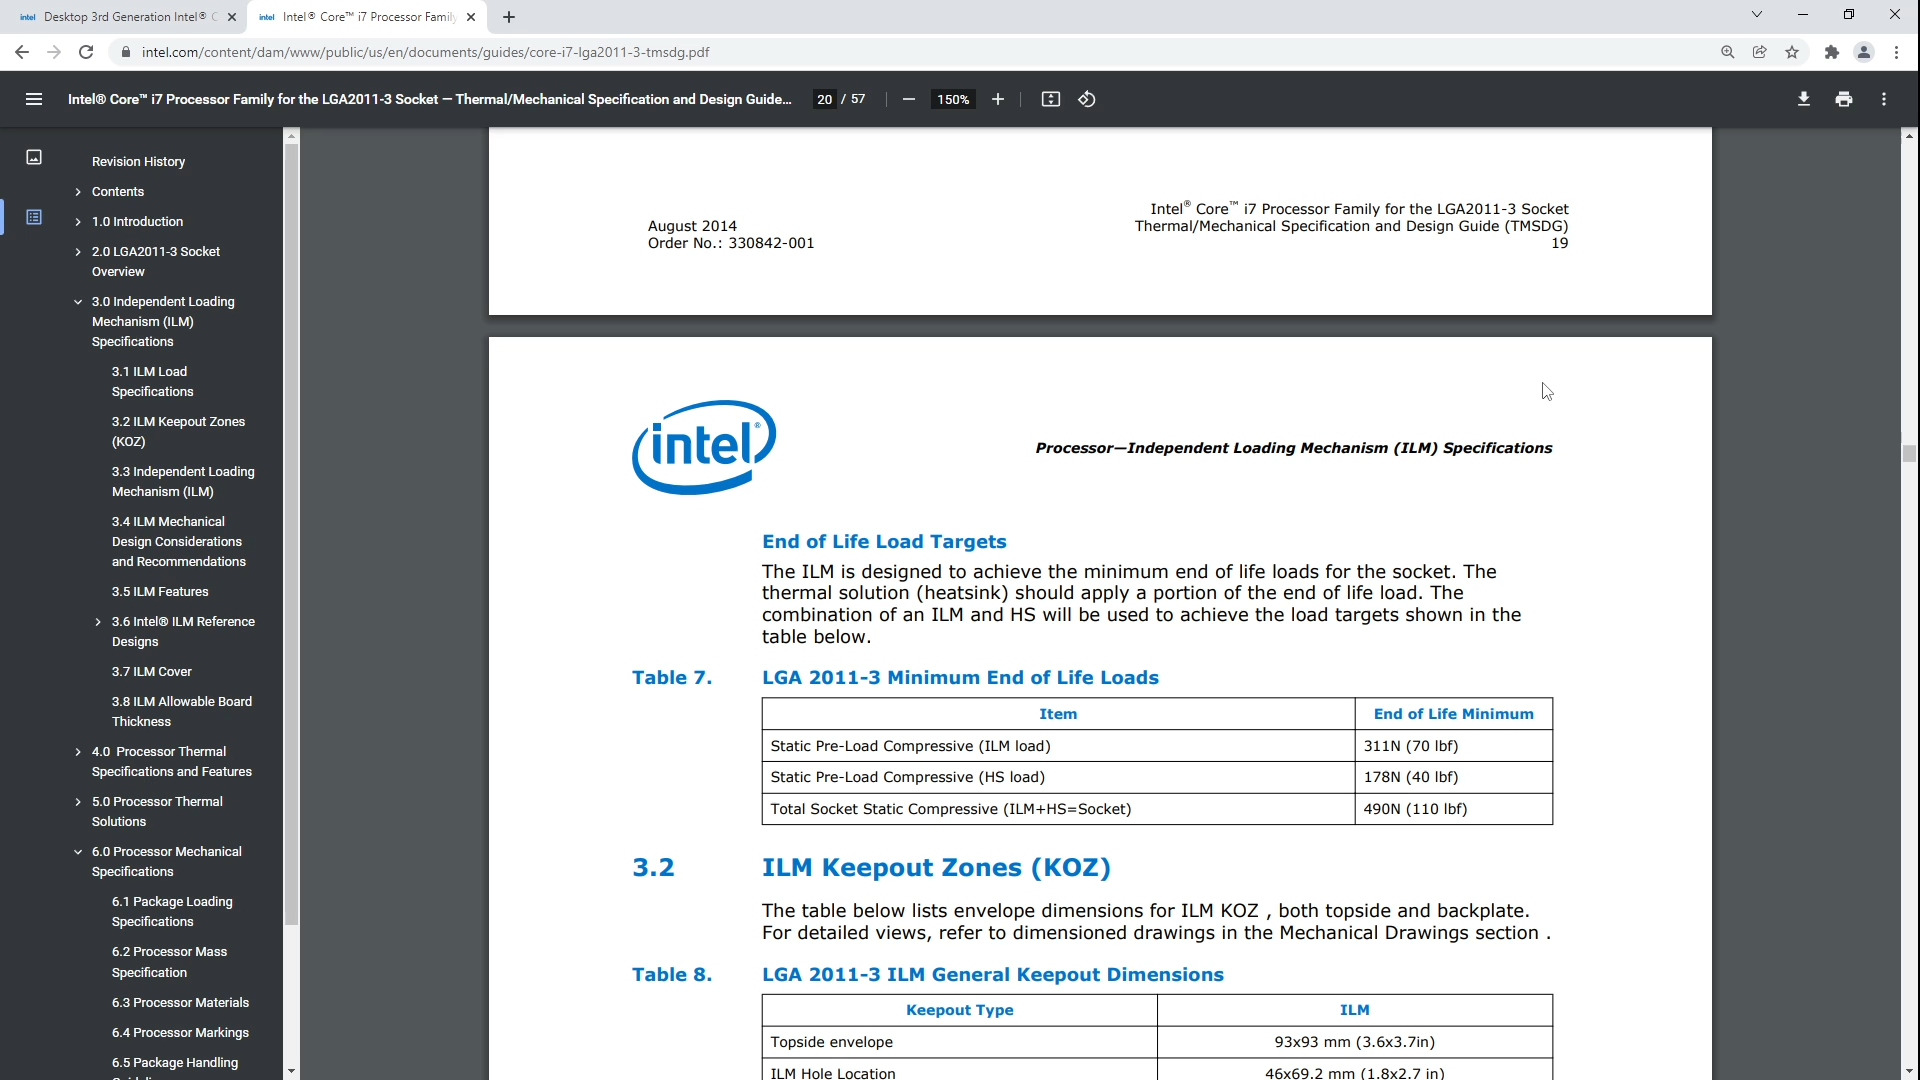 intel Desktop 3rd Generation Intel® C
intel Intel® Core™ i7 Processor Family
intel.com/content/dam/www/public/us/en/documents/guides/core-i7-lga2011-3-tmsdg.pdf
Intel® Core™ i7 Processor Family for the LGA2011-3 Socket — Thermal/Mechanical Specification and Design Guide...
20 / 57
150%
Revision History
Contents
1.0 Introduction
2.0 LGA2011-3 Socket
Overview
3.0 Independent Loading
Mechanism (ILM)
Specifications
3.1 ILM Load
Specifications
3.2 ILM Keepout Zones
(KOZ)
3.3 Independent Loading
Mechanism (ILM)
3.4 ILM Mechanical
Design Considerations
and Recommendations
3.5 ILM Features
3.6 Intel® ILM Reference
Designs
3.7 ILM Cover
3.8 ILM Allowable Board
Thickness
4.0 Processor Thermal
Specifications and Features
5.0 Processor Thermal
Solutions
6.0 Processor Mechanical
Specifications
6.1 Package Loading
Specifications
6.2 Processor Mass
Specification
6.3 Processor Materials
6.4 Processor Markings
6.5 Package Handling
August 2014
Order No.: 330842-001
Intel® Core™ i7 Processor Family for the LGA2011-3 Socket
Thermal/Mechanical Specification and Design Guide (TMSDG)
19
intel®
Processor—Independent Loading Mechanism (ILM) Specifications
End of Life Load Targets
The ILM is designed to achieve the minimum end of life loads for the socket. The
thermal solution (heatsink) should apply a portion of the end of life load. The
combination of an ILM and HS will be used to achieve the load targets shown in the
table below.
Table 7. LGA 2011-3 Minimum End of Life Loads
Item End of Life Minimum
Static Pre-Load Compressive (ILM load) 311N (70 lbf)
Static Pre-Load Compressive (HS load) 178N (40 lbf)
Total Socket Static Compressive (ILM+HS=Socket) 490N (110 lbf)
3.2 ILM Keepout Zones (KOZ)
The table below lists envelope dimensions for ILM KOZ , both topside and backplate.
For detailed views, refer to dimensioned drawings in the Mechanical Drawings section .
Table 8. LGA 2011-3 ILM General Keepout Dimensions
Keepout Type ILM
Topside envelope 93x93 mm (3.6x3.7in)
ILM Hole Location 46x69.2 mm (1.8x2.7 in)